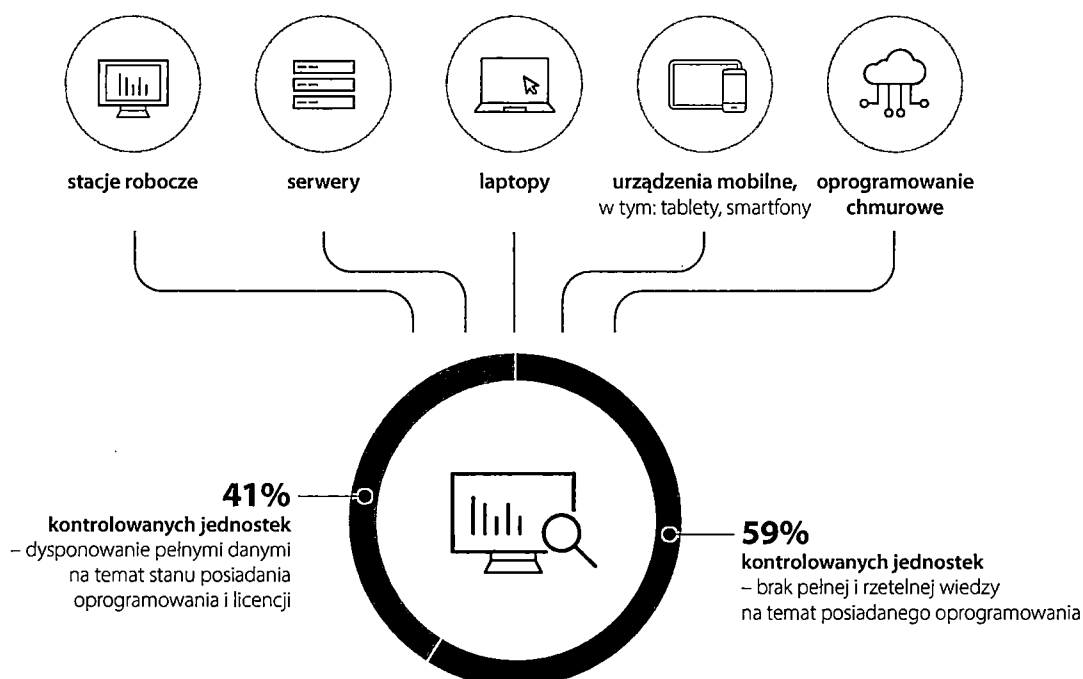 stacje robocze
serwery
laptopy
urządzenia mobilne,
w tym: tablety, smartfony
oprogramowanie
chmurowe
41%
kontrolowanych jednostek
– dysponowanie pełnymi danymi
na temat stanu posiadania
oprogramowania i licencji
59%
kontrolowanych jednostek
– brak pełnej i rzetelnej wiedzy
na temat posiadanego oprogramowania